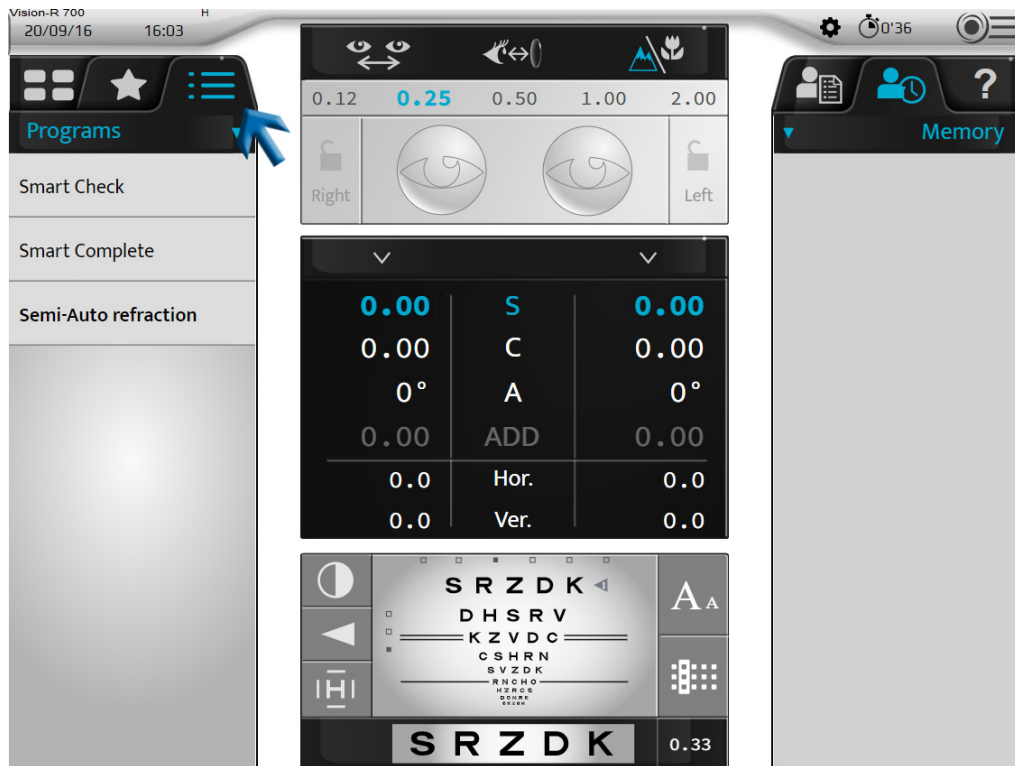 Vision-R 700
H
20/09/16 16:03
0'36
?
Programs
Memory
Smart Check
Smart Complete
Semi-Auto refraction
0.12 0.25 0.50 1.00 2.00
Right
Left
0.00 S 0.00
0.00 C 0.00
0° A 0°
0.00 ADD 0.00
0.0 Hor. 0.0
0.0 Ver. 0.0
S R Z D K 1
D H S R V
K Z V D C
C S H R N
S V Z D K
R N C H O
H Z R C S
A A
H
S R Z D K
0.33